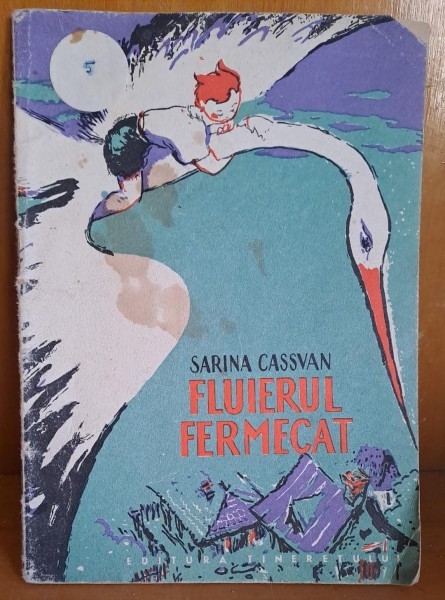 5
SARINA CASSVAN
FLUIERUL
FERMECAT
EDITURA TINERETULUI